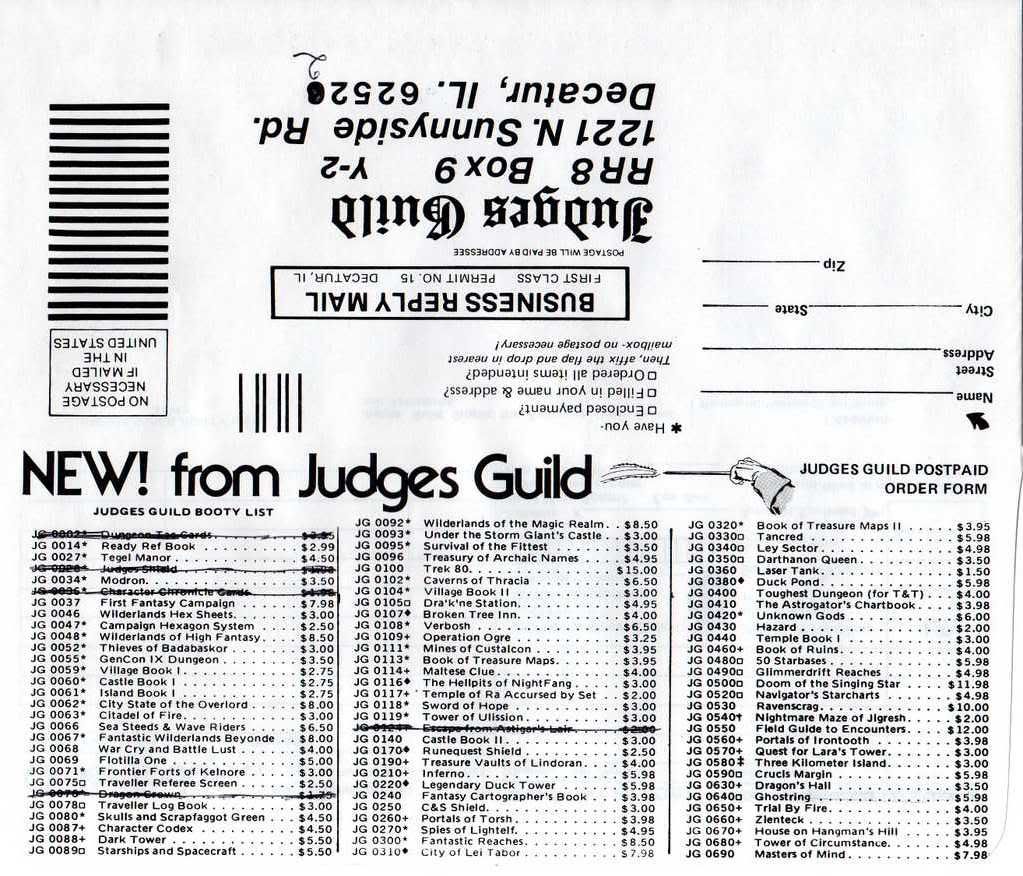 * Have you-
□ Enclosed payment?
□ Filled in your name & address?
□ Ordered all items intended?
Then, affix the flap and drop in nearest
mailbox- no postage necessary!
Name
Street
Address
City State
Zip
NO POSTAGE
NECESSARY
IF MAILED
IN THE
UNITED STATES
BUSINESS REPLY MAIL
FIRST CLASS PERMIT NO. 15 DECATUR, IL
POSTAGE WILL BE PAID BY ADDRESSEE
Judges Guild
RR8 Box 9 Y-2
1221 N. Sunnyside Rd.
Decatur, IL. 6252
NEW! from Judges Guild
JUDGES GUILD POSTPAID
ORDER FORM
JUDGES GUILD BOOTY LIST
Dungeon Tac Cards
JG 0014* Ready Ref Book $2.99
JG 0027* Tegel Manor $4.50
Judges Shield
JG 0034* Modron $3.50
JG 0036* Character Chronicle Cards
JG 0037 First Fantasy Campaign $7.98
JG 0046 Wilderlands Hex Sheets $3.00
JG 0047* Campaign Hexagon System $2.50
JG 0048* Wilderlands of High Fantasy $8.50
JG 0052* Thieves of Badabaskor $3.00
JG 0055* GenCon IX Dungeon $3.50
JG 0059* Village Book I $2.75
JG 0060* Castle Book I $2.75
JG 0061* Island Book I $2.75
JG 0062* City State of the Overlord $8.00
JG 0063* Citadel of Fire $3.00
JG 0066 Sea Steeds & Wave Riders $6.50
JG 0067* Fantastic Wilderlands Beyonde $8.00
JG 0068 War Cry and Battle Lust $4.00
JG 0069 Flotilla One $5.00
JG 0071* Frontier Forts of Kelnore $3.00
JG 0075□ Traveller Referee Screen $2.50
JG 0076* Dragon Crown $1.75
JG 0078□ Traveller Log Book $3.00
JG 0080* Skulls and Scrapfaggot Green $4.50
JG 0087+ Character Codex $4.50
JG 0088+ Dark Tower $5.50
JG 0089□ Starships and Spacecraft $5.50
JG 0092* Wilderlands of the Magic Realm $8.50
JG 0093* Under the Storm Giant's Castle $3.00
JG 0095* Survival of the Fittest $3.50
JG 0096 Treasury of Archaic Names $4.95
JG 0100 Trek 80 $15.00
JG 0102* Caverns of Thracia $6.50
JG 0104* Village Book II $3.00
JG 0105□ Dra'k'ne Station $4.95
JG 0107♦ Broken Tree Inn $4.00
JG 0108* Verbosh $6.50
JG 0109+ Operation Ogre $3.25
JG 0111* Mines of Custalcon $3.95
JG 0113* Book of Treasure Maps $3.95
JG 0114+ Maltese Clue $4.00
JG 0116♦ The Hellpits of NightFang $3.00
JG 0117+ Temple of Ra Accursed by Set $2.00
JG 0118* Sword of Hope $3.00
JG 0119* Tower of Ulission $3.00
Escape from Astigar's Lair $2.00
JG 0140 Castle Book II $3.00
JG 0170♦ Runequest Shield $2.50
JG 0190+ Treasure Vaults of Lindoran $4.00
JG 0210+ Inferno $5.98
JG 0220♦ Legendary Duck Tower $5.98
JG 0240 Fantasy Cartographer's Book $3.98
JG 0250 C&S Shield $3.00
JG 0260+ Portals of Torsh $3.98
JG 0270* Spies of Lightelf $4.95
JG 0300* Fantastic Reaches $8.50
JG 0310♦ City of Lei Tabor $7.98
JG 0320* Book of Treasure Maps II $3.95
JG 0330□ Tancred $5.98
JG 0340□ Ley Sector $4.98
JG 0350□ Darthanon Queen $3.50
JG 0360 Laser Tank $1.50
JG 0380♦ Duck Pond $5.98
JG 0400 Toughest Dungeon (for T&T) $4.00
JG 0410 The Astrogator's Chartbook $3.98
JG 0420* Unknown Gods $6.00
JG 0430 Hazard $2.00
JG 0440 Temple Book I $3.00
JG 0460+ Book of Ruins $4.00
JG 0480□ 50 Starbases $5.98
JG 0490□ Glimmerdrift Reaches $4.98
JG 0500□ Doom of the Singing Star $11.98
JG 0520□ Navigator's Starcharts $4.98
JG 0530 Ravenscrag $10.00
JG 0540† Nightmare Maze of Jigresh $2.00
JG 0550 Field Guide to Encounters $12.00
JG 0560+ Portals of Irontooth $3.98
JG 0570+ Quest for Lara's Tower $3.00
JG 0580‡ Three Kilometer Island $3.00
JG 0590□ Crucis Margin $5.98
JG 0630+ Dragon's Hall $3.50
JG 0640□ Ghostring $5.98
JG 0650+ Trial By Fire $4.00
JG 0660+ Zienteck $3.50
JG 0670+ House on Hangman's Hill $3.95
JG 0680+ Tower of Circumstance $4.98
JG 0690 Masters of Mind $7.98